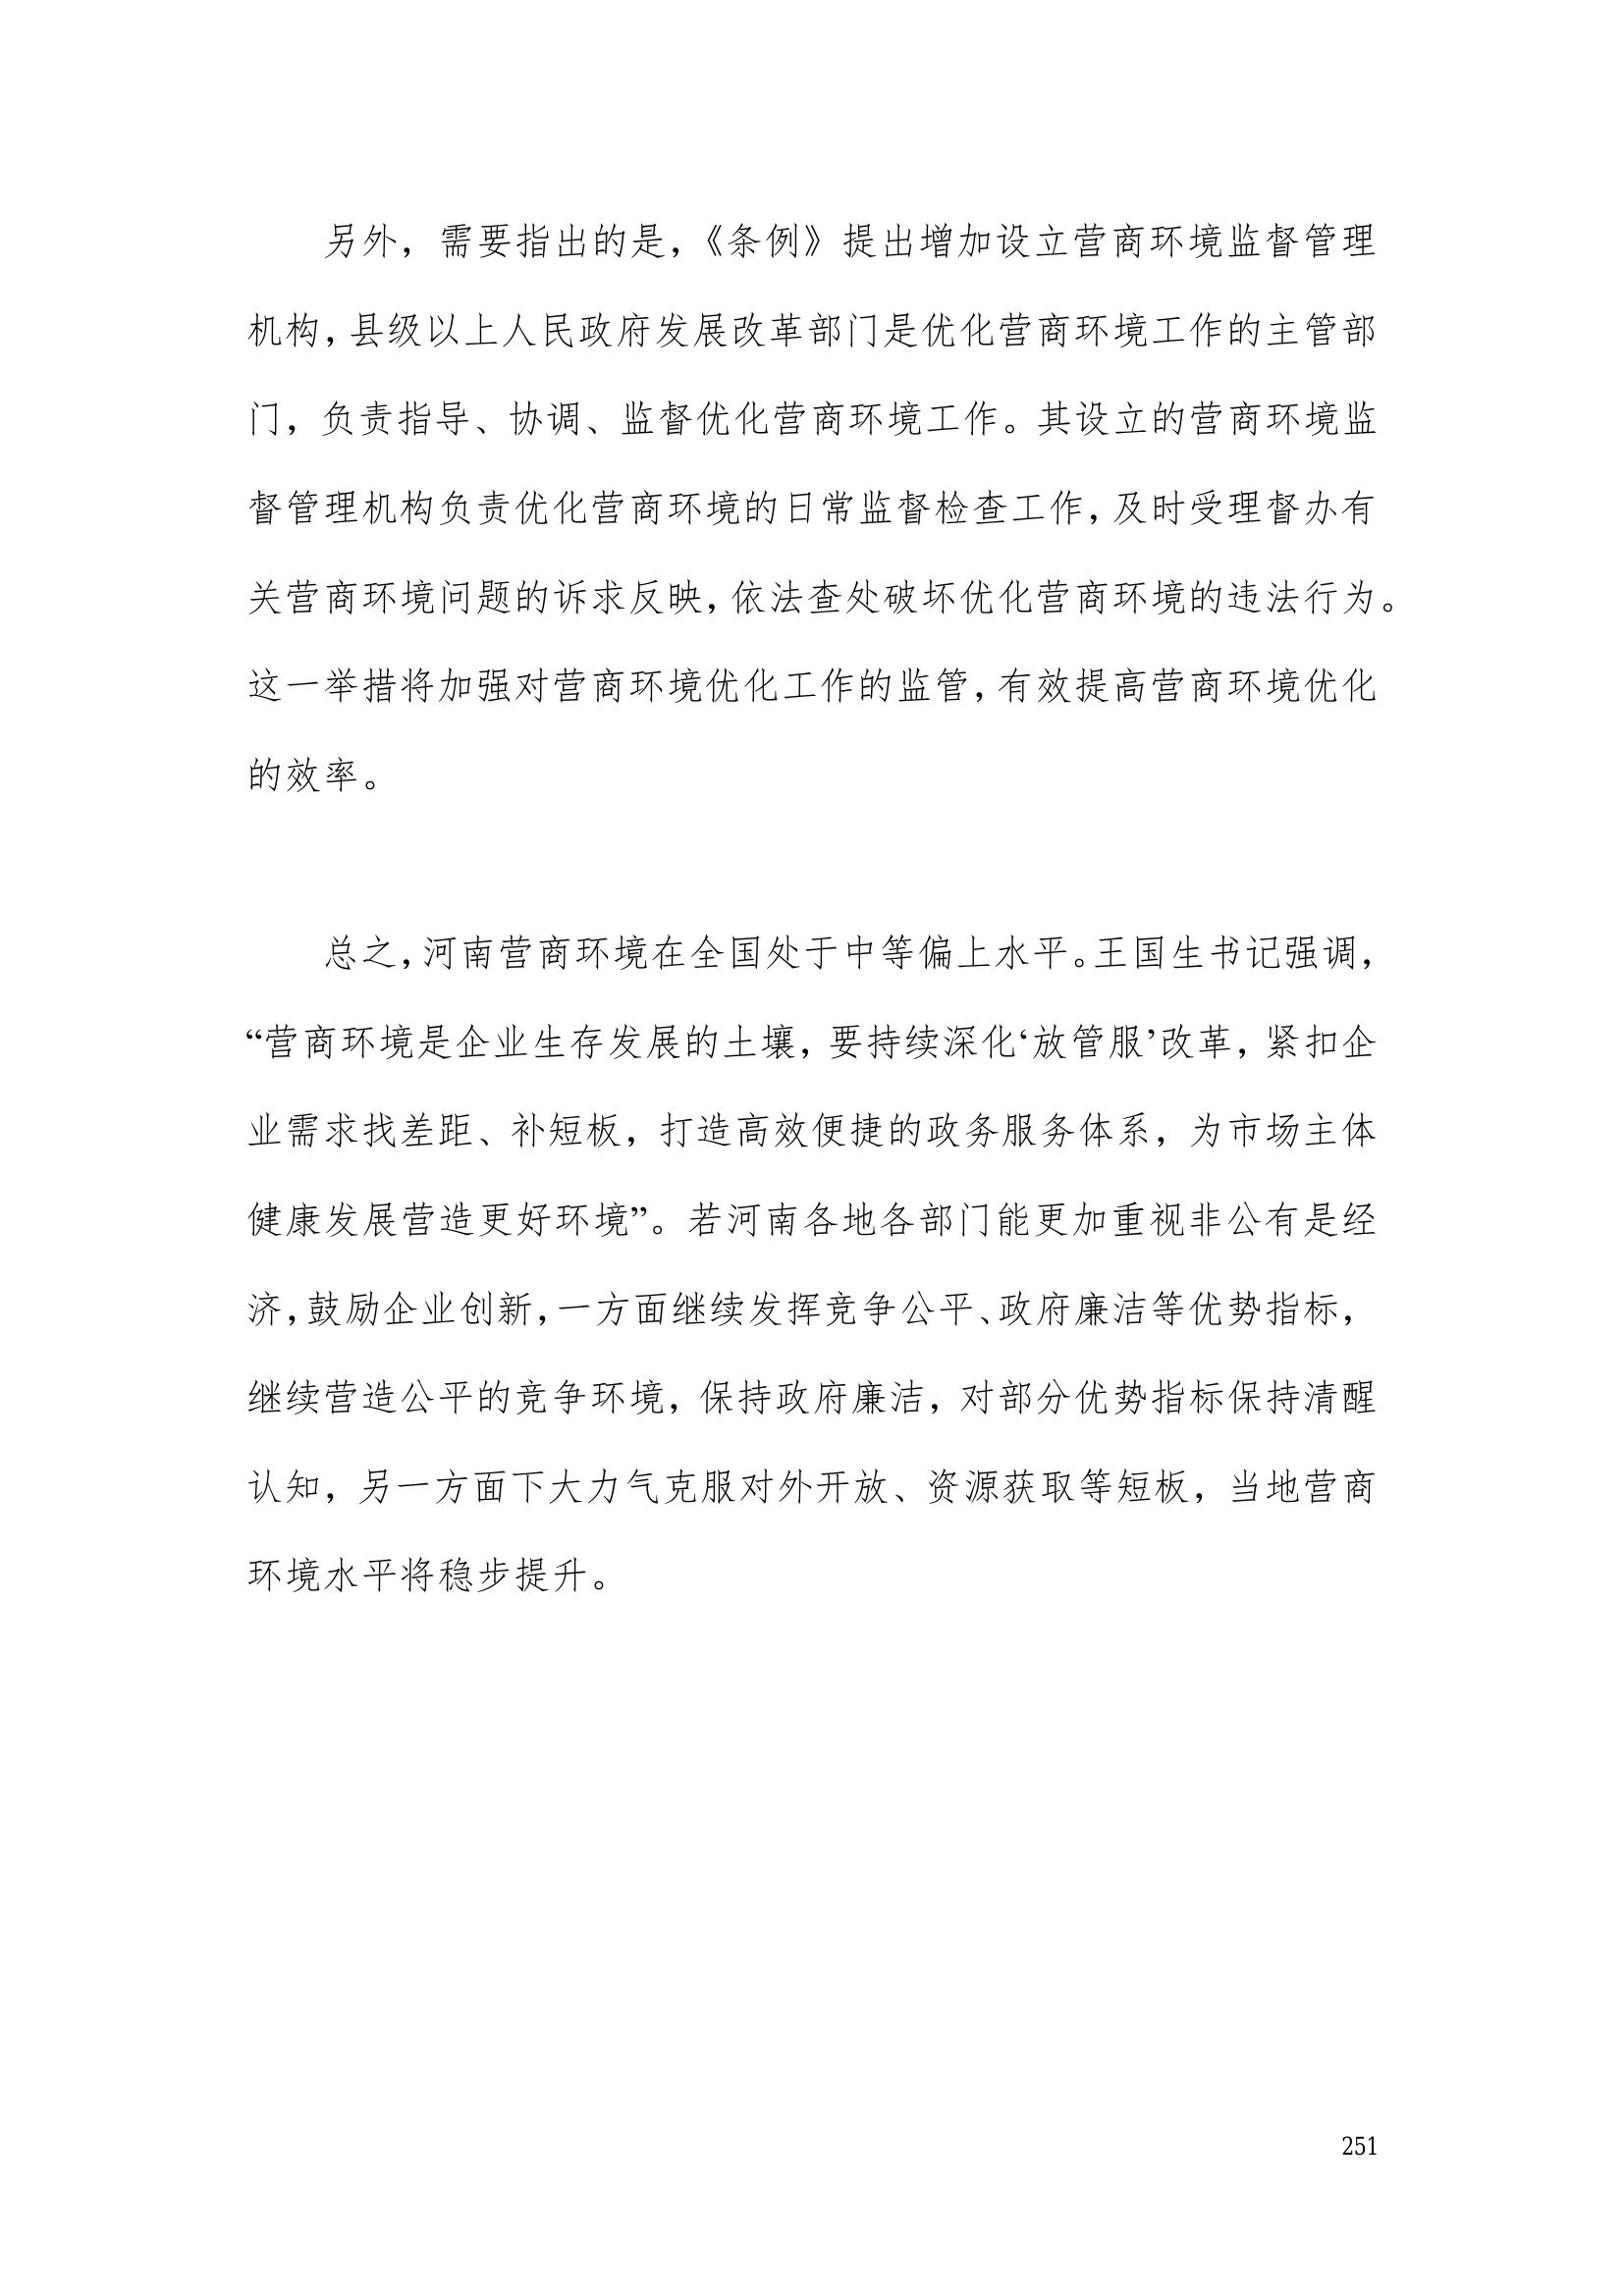 另外，需要指出的是，《条例》提出增加设立营商环境监督管理
机构，县级以上人民政府发展改革部门是优化营商环境工作的主管部
门，负责指导、协调、监督优化营商环境工作。其设立的营商环境监
督管理机构负责优化营商环境的日常监督检查工作，及时受理督办有
关营商环境问题的诉求反映，依法查处破坏优化营商环境的违法行为。
这一举措将加强对营商环境优化工作的监管，有效提高营商环境优化
的效率。
总之，河南营商环境在全国处于中等偏上水平。王国生书记强调，
“营商环境是企业生存发展的土壤，要持续深化‘放管服’改革，紧扣企
业需求找差距、补短板，打造高效便捷的政务服务体系，为市场主体
健康发展营造更好环境”。若河南各地各部门能更加重视非公有是经
济，鼓励企业创新，一方面继续发挥竞争公平、政府廉洁等优势指标，
继续营造公平的竞争环境，保持政府廉洁，对部分优势指标保持清醒
认知，另一方面下大力气克服对外开放、资源获取等短板，当地营商
环境水平将稳步提升。
251